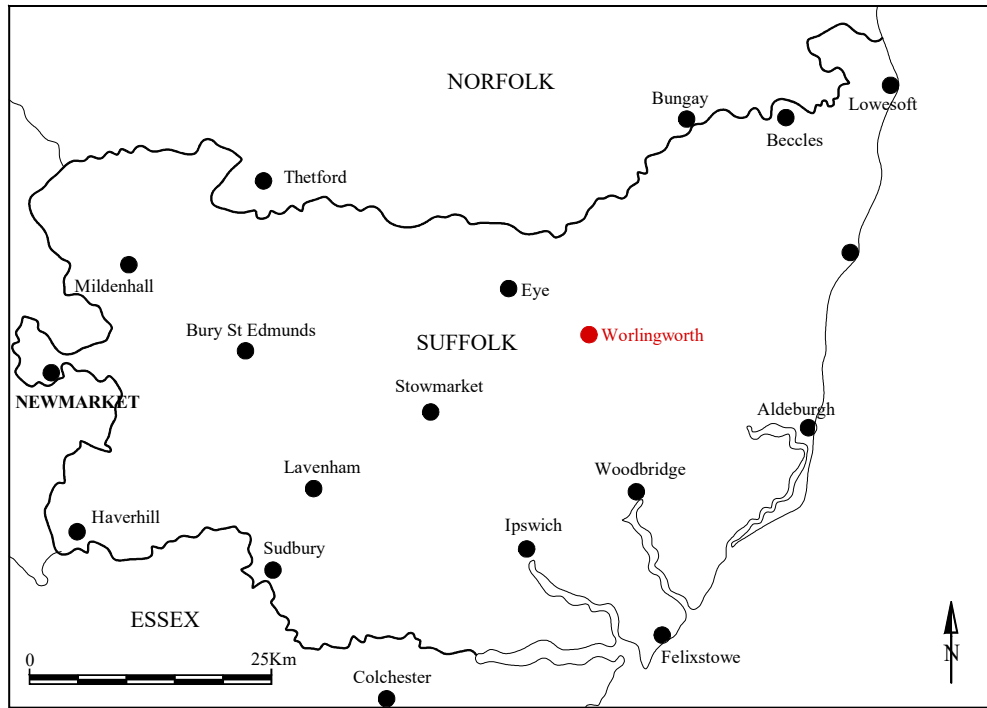 NORFOLK
Bungay
Lowesoft
Beccles
Thetford
Mildenhall
Eye
Bury St Edmunds
SUFFOLK
Worlingworth
Stowmarket
NEWMARKET
Aldeburgh
Lavenham
Woodbridge
Haverhill
Ipswich
Sudbury
ESSEX
N
Felixstowe
0 25Km
Colchester